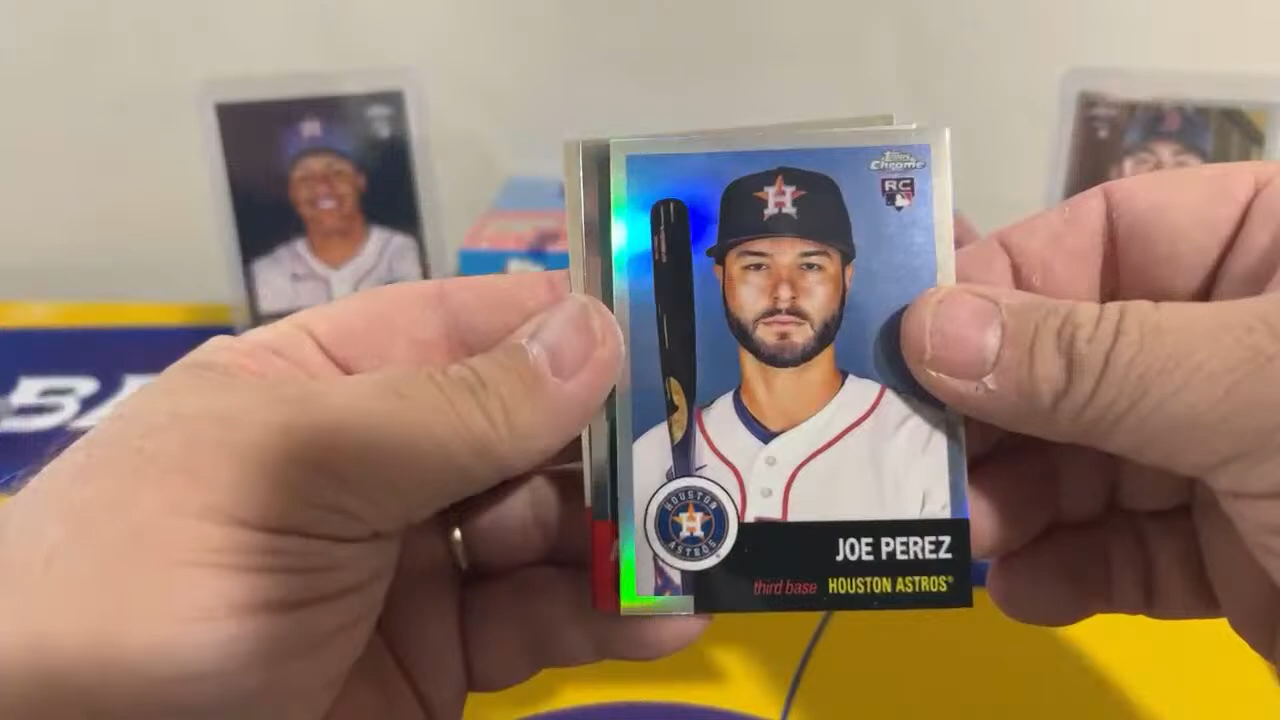 Topps
Chrome
RC
H
HOUSTON
H
ASTROS
JOE PEREZ
third base HOUSTON ASTROS®